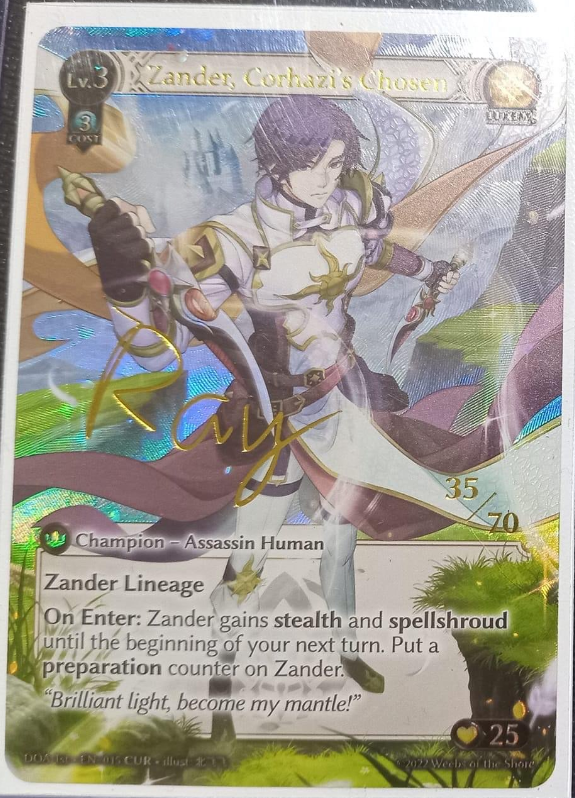 Lv.3
Zander, Corhazi's Chosen
LUXEM
3
COST
Ray
35
/70
Champion – Assassin Human
Zander Lineage
On Enter: Zander gains stealth and spellshroud
until the beginning of your next turn. Put a
preparation counter on Zander.
“Brilliant light, become my mantle!”
25
CUR • illust.
©2022 Weebs of the Shore